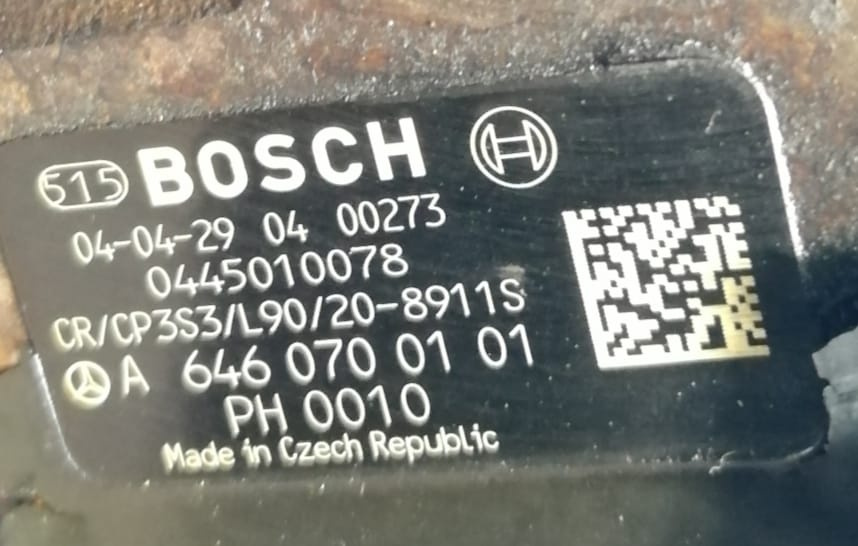 515 BOSCH
04-04-29 04 00273
0445010078
CR/CP3S3/L90/20-8911S
A 646 070 01 01
PH 0010
Made in Czech Republic